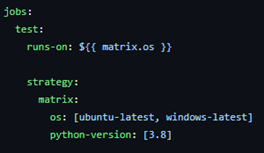 jobs:
  test:
    runs-on: ${{ matrix.os }}

    strategy:
      matrix:
        os: [ubuntu-latest, windows-latest]
        python-version: [3.8]